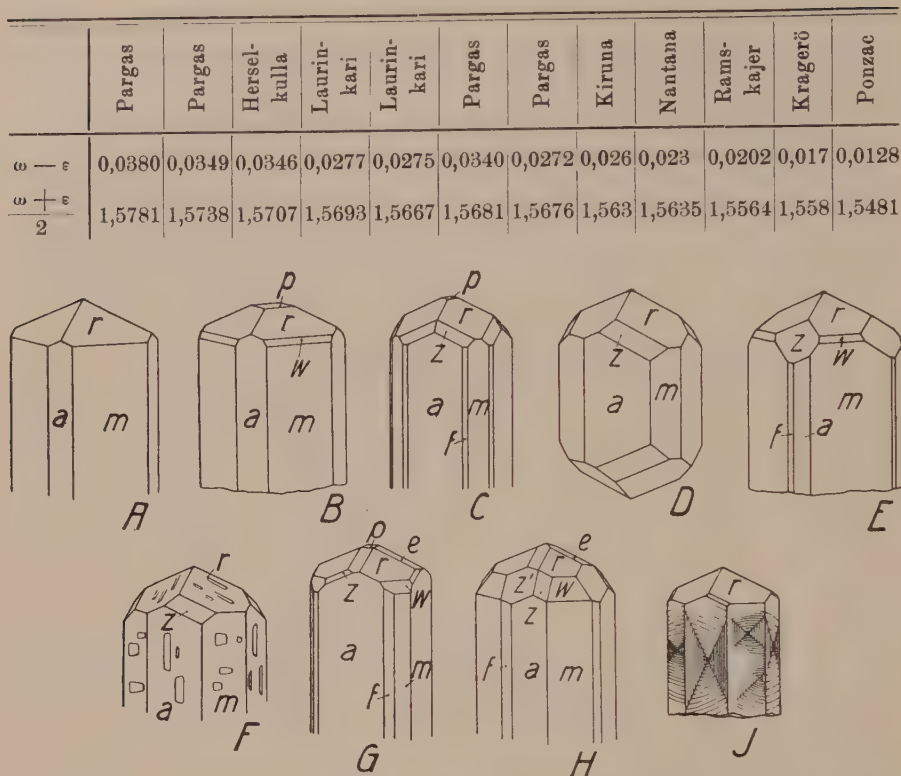 Pargas Pargas Hersel-kulla Laurin-kari Laurin-kari Pargas Pargas Kiruna Nantana Rams-kajer Kragerö Ponzac
ω — ε 0,0380 0,0349 0,0346 0,0277 0,0275 0,0340 0,0272 0,026 0,023 0,0202 0,017 0,0128
ω + ε
2 1,5781 1,5738 1,5707 1,5693 1,5667 1,5681 1,5676 1,563 1,5635 1,5564 1,558 1,5481
r
a m
A
p
r
w
a m
B
p
r
z
a m
f
C
r
z
a m
D
r
z w
m
f a
E
r
z
a m
F
p e
r
z w
a m
f
G
e
z' r
z w
f a m
H
r
J